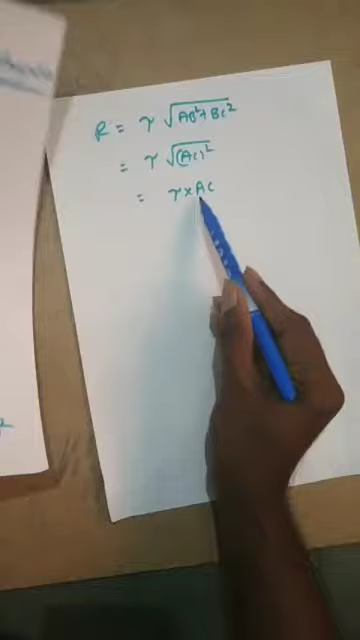 R = τ √AB²+BC²
= τ √(AC)²
= τ×AC